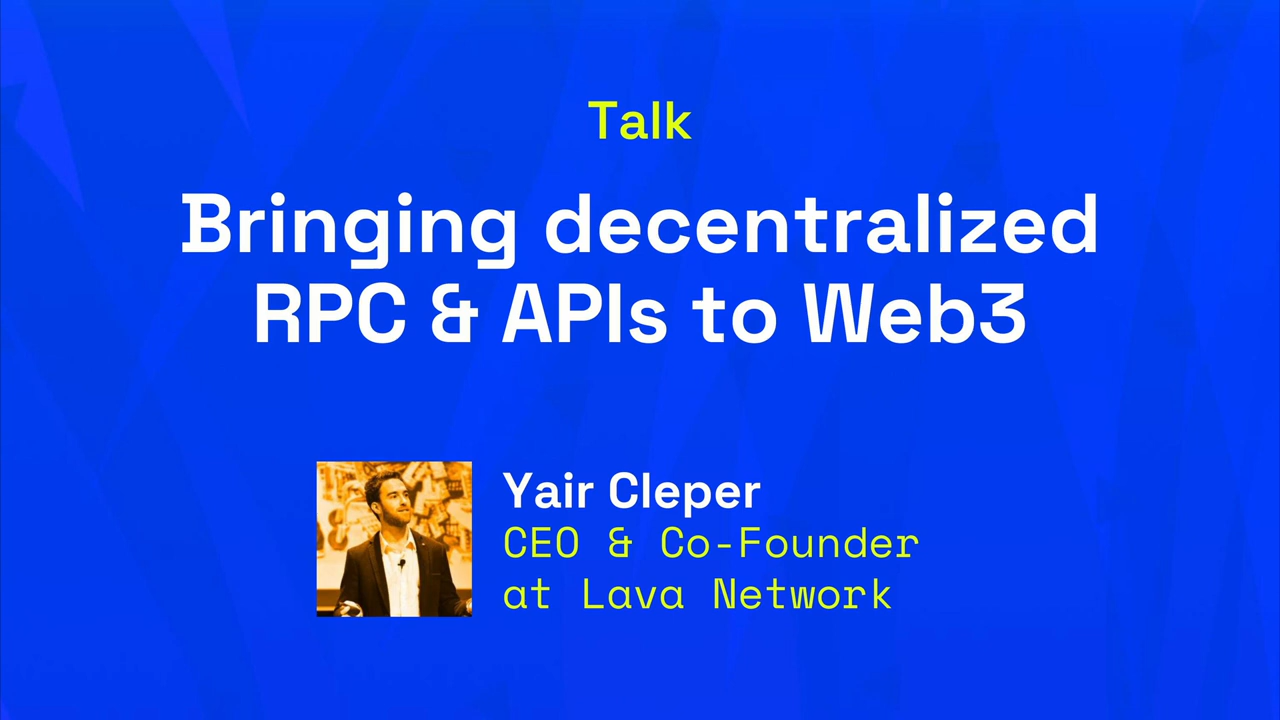 Talk
Bringing decentralized
RPC & APIs to Web3
Yair Cleper
CEO & Co-Founder
at Lava Network